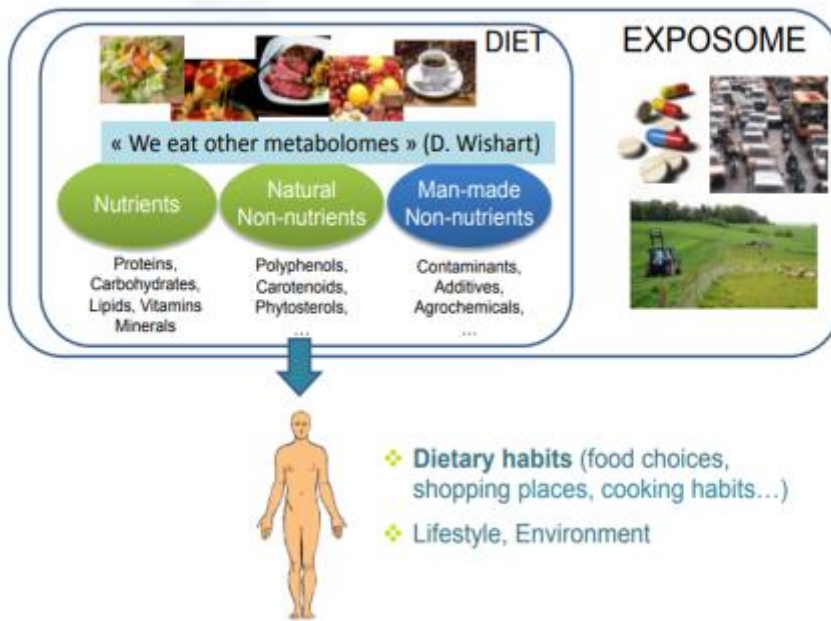 DIET
EXPOSOME
« We eat other metabolomes » (D. Wishart)
Nutrients
Natural
Non-nutrients
Man-made
Non-nutrients
Proteins,
Carbohydrates,
Lipids, Vitamins
Minerals
Polyphenols,
Carotenoids,
Phytosterols,
...
Contaminants,
Additives,
Agrochemicals,
...
Dietary habits (food choices,
shopping places, cooking habits...)
Lifestyle, Environment